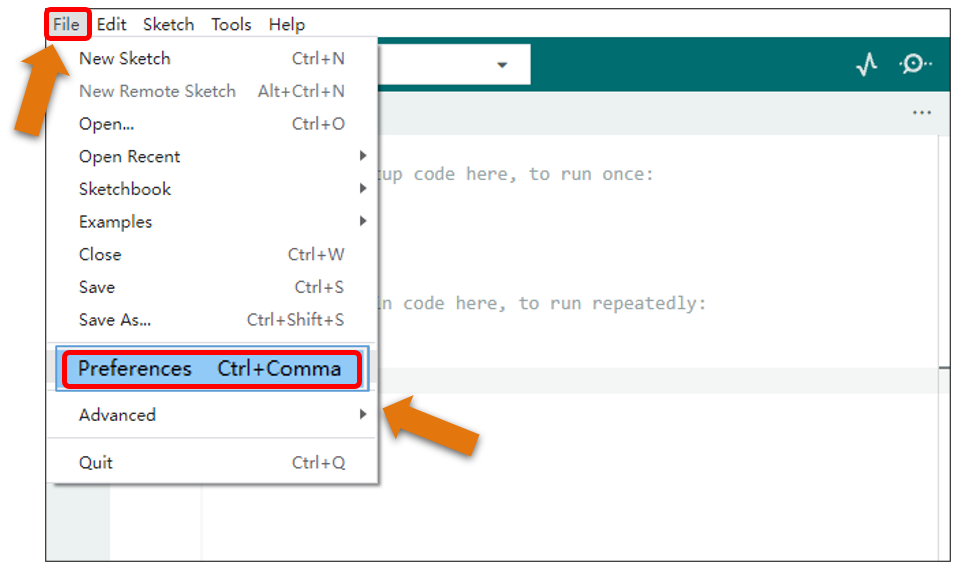 File Edit Sketch Tools Help
New Sketch Ctrl+N
New Remote Sketch Alt+Ctrl+N
Open... Ctrl+O
Open Recent
Sketchbook
Examples
Close Ctrl+W
Save Ctrl+S
Save As... Ctrl+Shift+S
Preferences Ctrl+Comma
Advanced
Quit Ctrl+Q
tup code here, to run once:
in code here, to run repeatedly: